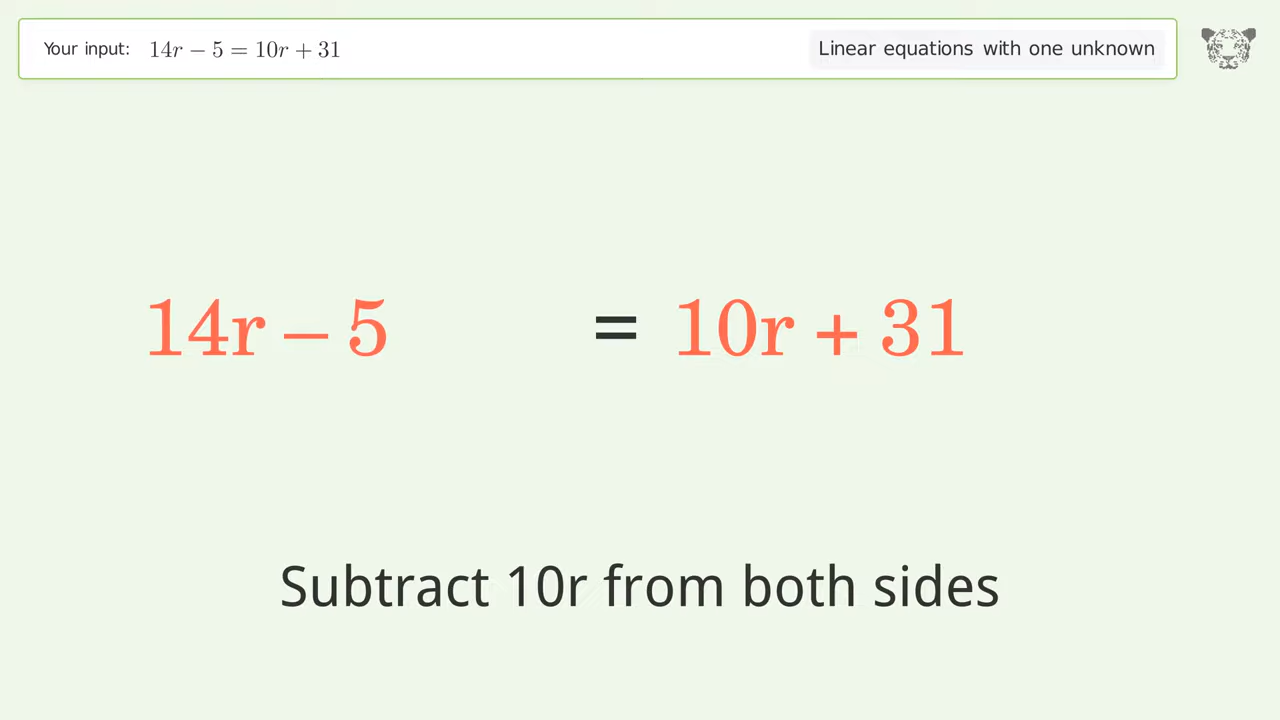 Your input: 14r − 5 = 10r + 31
Linear equations with one unknown
14r – 5 = 10r + 31
Subtract 10r from both sides